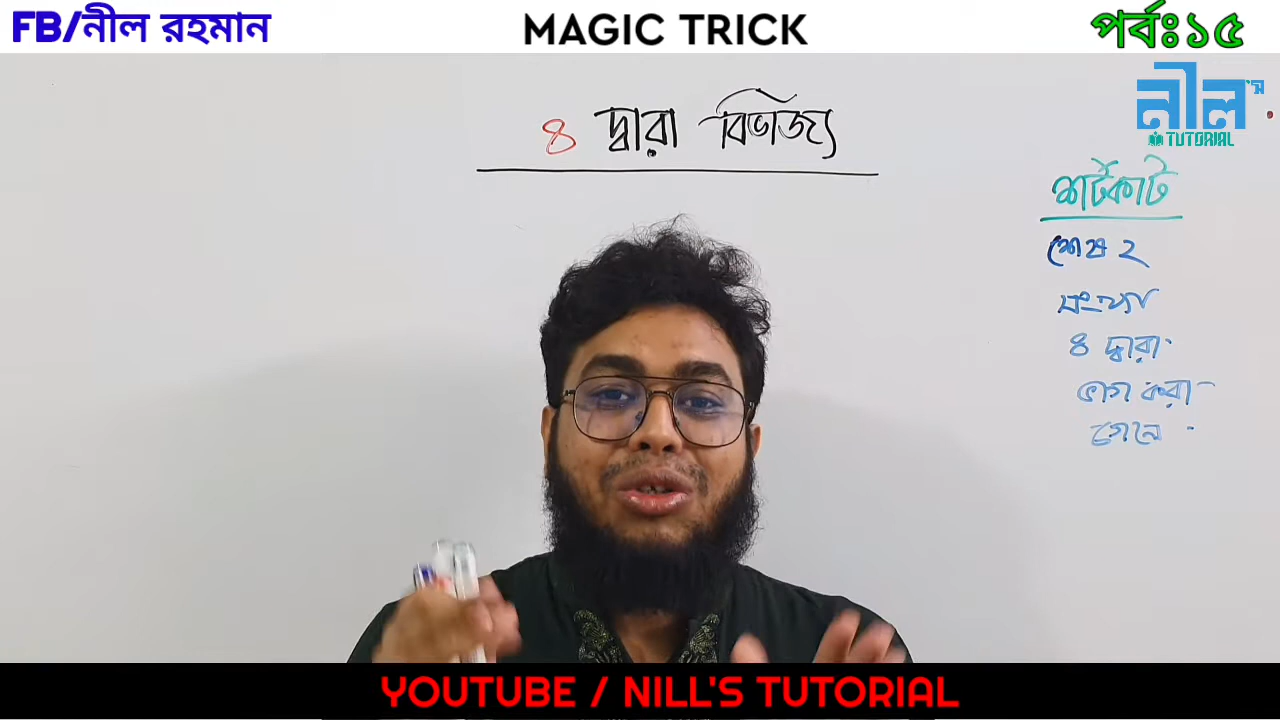 FB/নীল রহমান
MAGIC TRICK
পর্বঃ১৫
নীল'স
TUTORIAL
৪ দ্বারা বিভাজ্য
শর্টকাট
শেষ ২
সংখ্যা
৪ দ্বারা
ভাগ করা
গেলে
YOUTUBE / NILL'S TUTORIAL